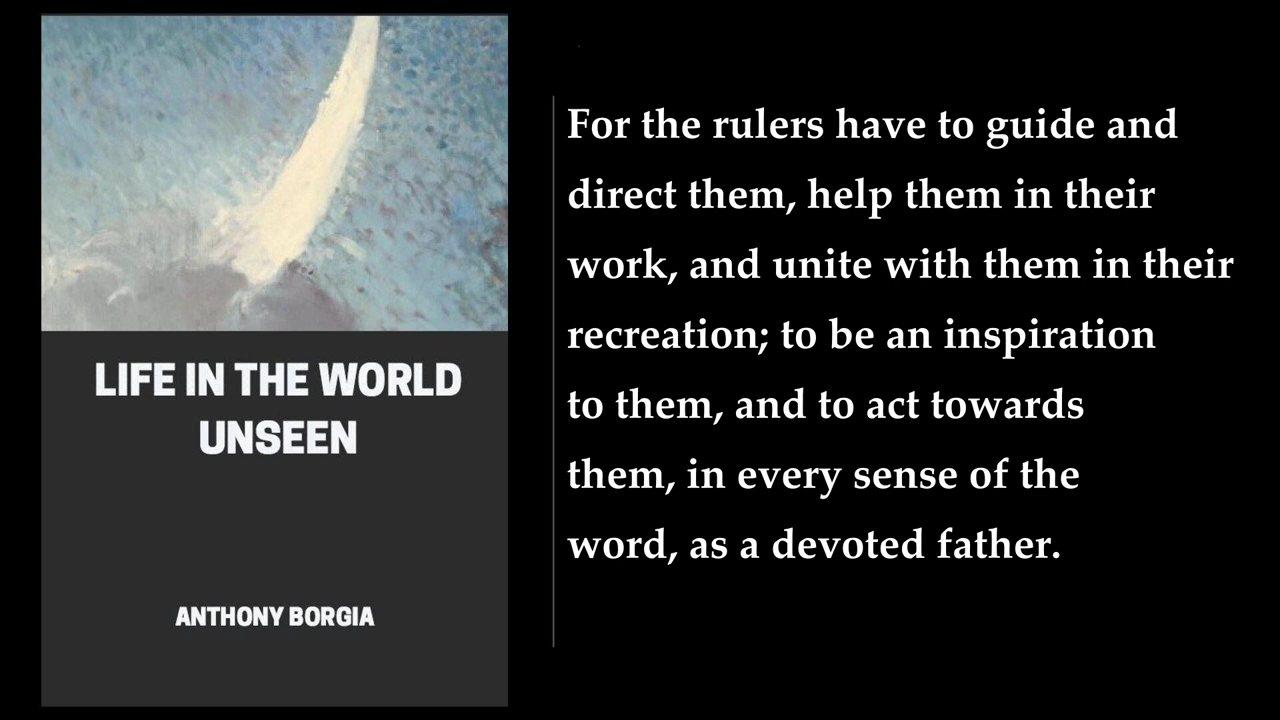 LIFE IN THE WORLD
UNSEEN
ANTHONY BORGIA
For the rulers have to guide and
direct them, help them in their
work, and unite with them in their
recreation; to be an inspiration
to them, and to act towards
them, in every sense of the
word, as a devoted father.